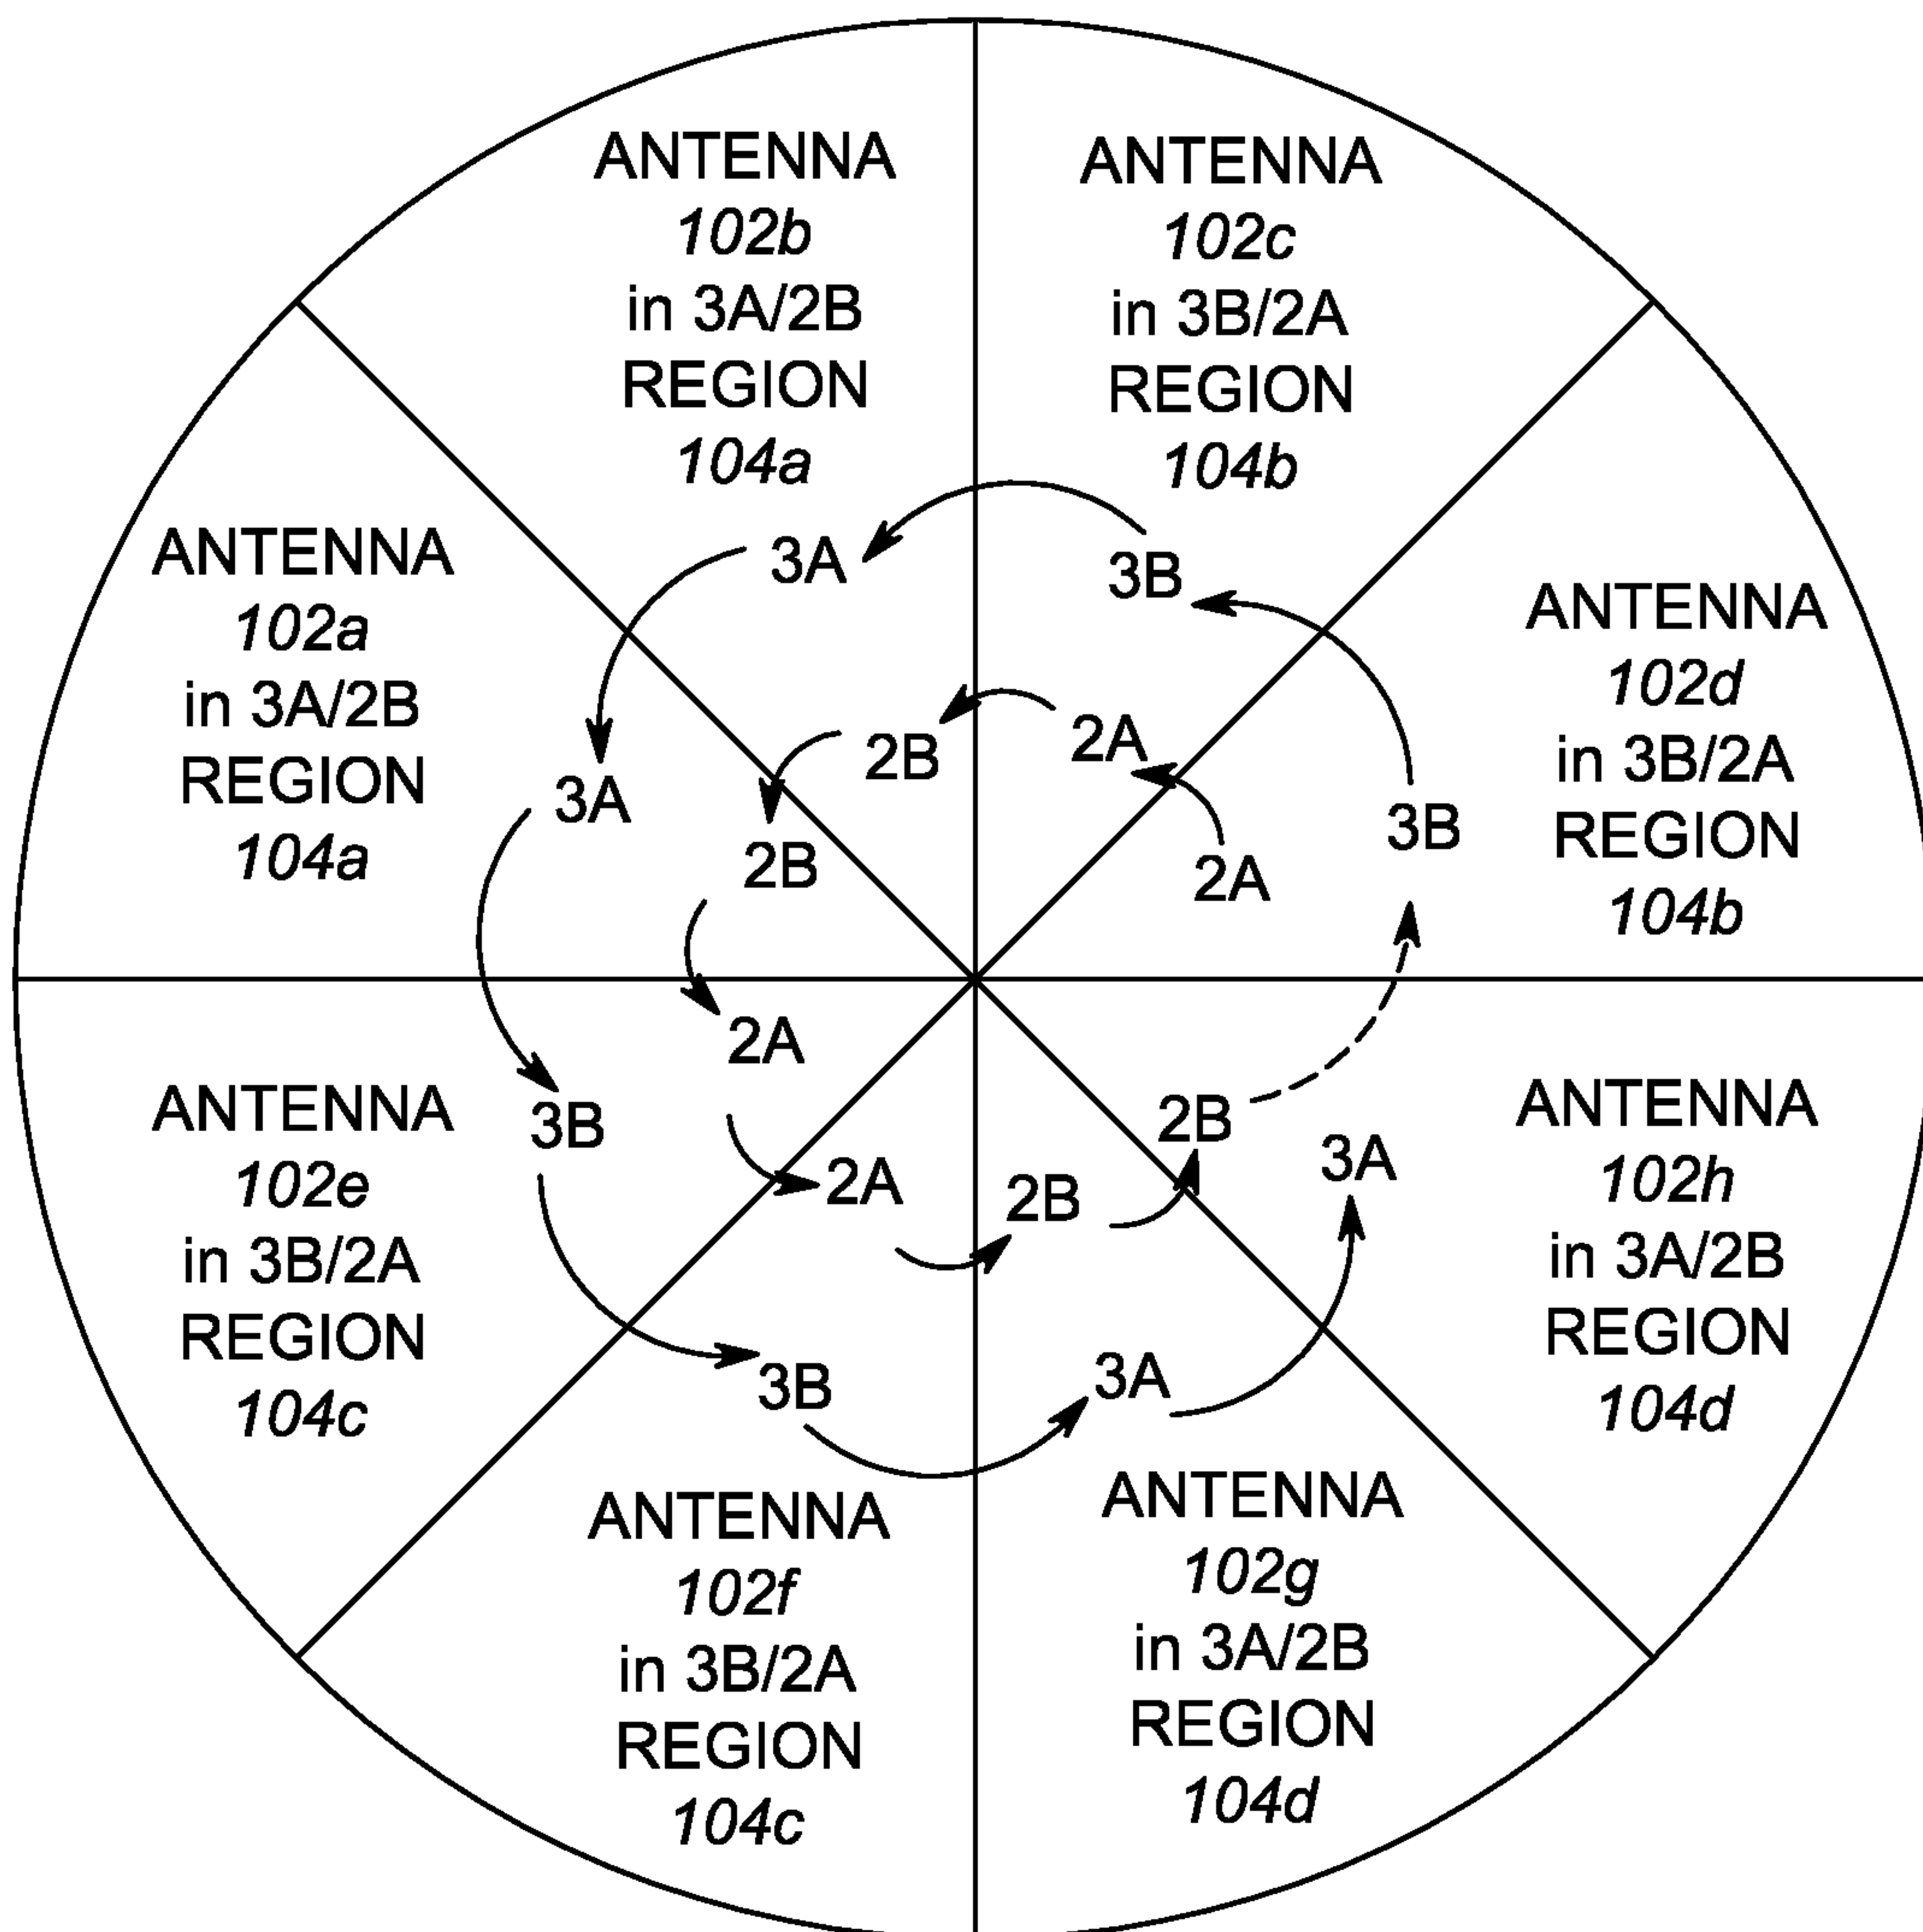 ANTENNA
102b
in 3A/2B
REGION
104a
ANTENNA
102c
in 3B/2A
REGION
104b
ANTENNA
102a
in 3A/2B
REGION
104a
ANTENNA
102d
in 3B/2A
REGION
104b
3A
3B
3A
2B
2A
3B
2B
2A
2A
3B
2A
2B
2B
3A
3B
3A
ANTENNA
102e
in 3B/2A
REGION
104c
ANTENNA
102h
in 3A/2B
REGION
104d
ANTENNA
102f
in 3B/2A
REGION
104c
ANTENNA
102g
in 3A/2B
REGION
104d